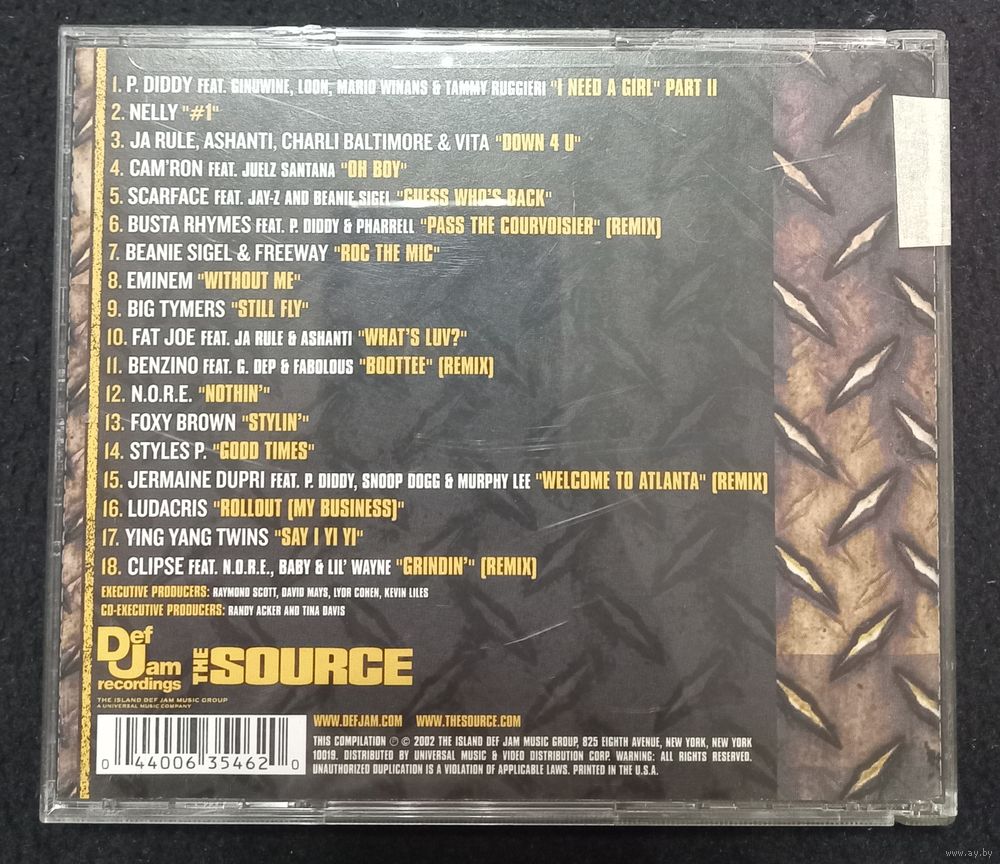 1. P. DIDDY FEAT. GINUWINE, LOON, MARIO WINANS & TAMMY RUGGIERI "I NEED A GIRL" PART II
2. NELLY "#1"
3. JA RULE, ASHANTI, CHARLI BALTIMORE & VITA "DOWN 4 U"
4. CAM'RON FEAT. JUELZ SANTANA "OH BOY"
5. SCARFACE FEAT. JAY-Z AND BEANIE SIGEL "GUESS WHO'S BACK"
6. BUSTA RHYMES FEAT. P. DIDDY & PHARRELL "PASS THE COURVOISIER" (REMIX)
7. BEANIE SIGEL & FREEWAY "ROC THE MIC"
8. EMINEM "WITHOUT ME"
9. BIG TYMERS "STILL FLY"
10. FAT JOE FEAT. JA RULE & ASHANTI "WHAT'S LUV?"
11. BENZINO FEAT. G. DEP & FABOLOUS "BOOTTEE" (REMIX)
12. N.O.R.E. "NOTHIN'"
13. FOXY BROWN "STYLIN'"
14. STYLES P. "GOOD TIMES"
15. JERMAINE DUPRI FEAT. P. DIDDY, SNOOP DOGG & MURPHY LEE "WELCOME TO ATLANTA" (REMIX)
16. LUDACRIS "ROLLOUT (MY BUSINESS)"
17. YING YANG TWINS "SAY I YI YI"
18. CLIPSE FEAT. N.O.R.E., BABY & LIL' WAYNE "GRINDIN'" (REMIX)
EXECUTIVE PRODUCERS: RAYMOND SCOTT, DAVID MAYS, LYOR COHEN, KEVIN LILES
CO-EXECUTIVE PRODUCERS: RANDY ACKER AND TINA DAVIS
Def Jam recordings
THE SOURCE
THE ISLAND DEF JAM MUSIC GROUP
A UNIVERSAL MUSIC COMPANY
WWW.DEFJAM.COM WWW.THESOURCE.COM
THIS COMPILATION ℗ © 2002 THE ISLAND DEF JAM MUSIC GROUP, 825 EIGHTH AVENUE, NEW YORK, NEW YORK
10019. DISTRIBUTED BY UNIVERSAL MUSIC & VIDEO DISTRIBUTION CORP. WARNING: ALL RIGHTS RESERVED.
UNAUTHORIZED DUPLICATION IS A VIOLATION OF APPLICABLE LAWS. PRINTED IN THE U.S.A.
0 44006 35462 0
www.ay.by